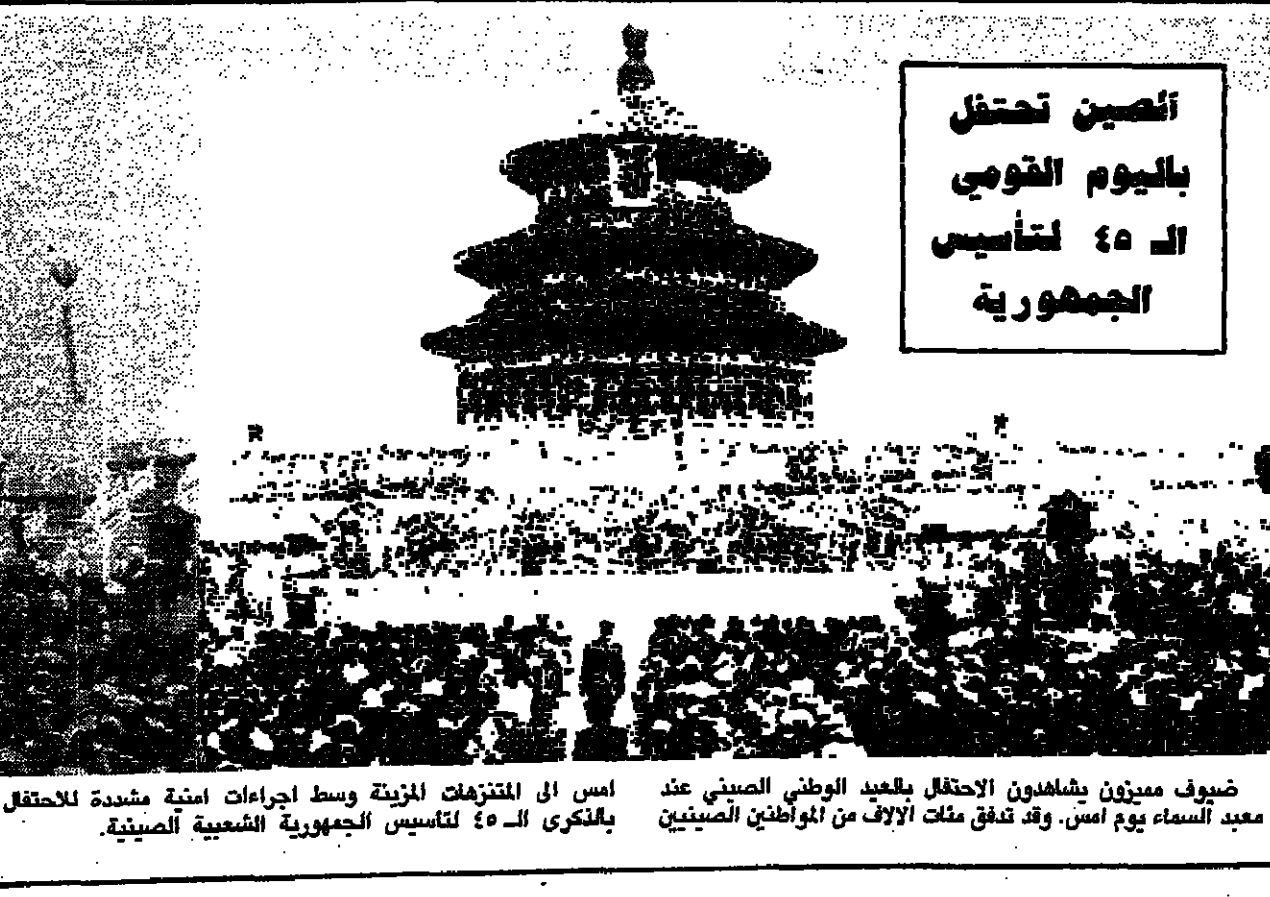 الصين تحتفل
باليوم القومي
الـ ٤٥ لتأسيس
الجمهورية
ضيوف مميزون يشاهدون الاحتفال بالعيد الوطني الصيني عند
معبد السماء يوم امس. وقد تدفق مئات الالاف من المواطنين الصينيين
امس الى المتنزهات المزينة وسط اجراءات امنية مشددة للاحتفال
بالذكرى الـ ٤٥ لتأسيس الجمهورية الشعبية الصينية.